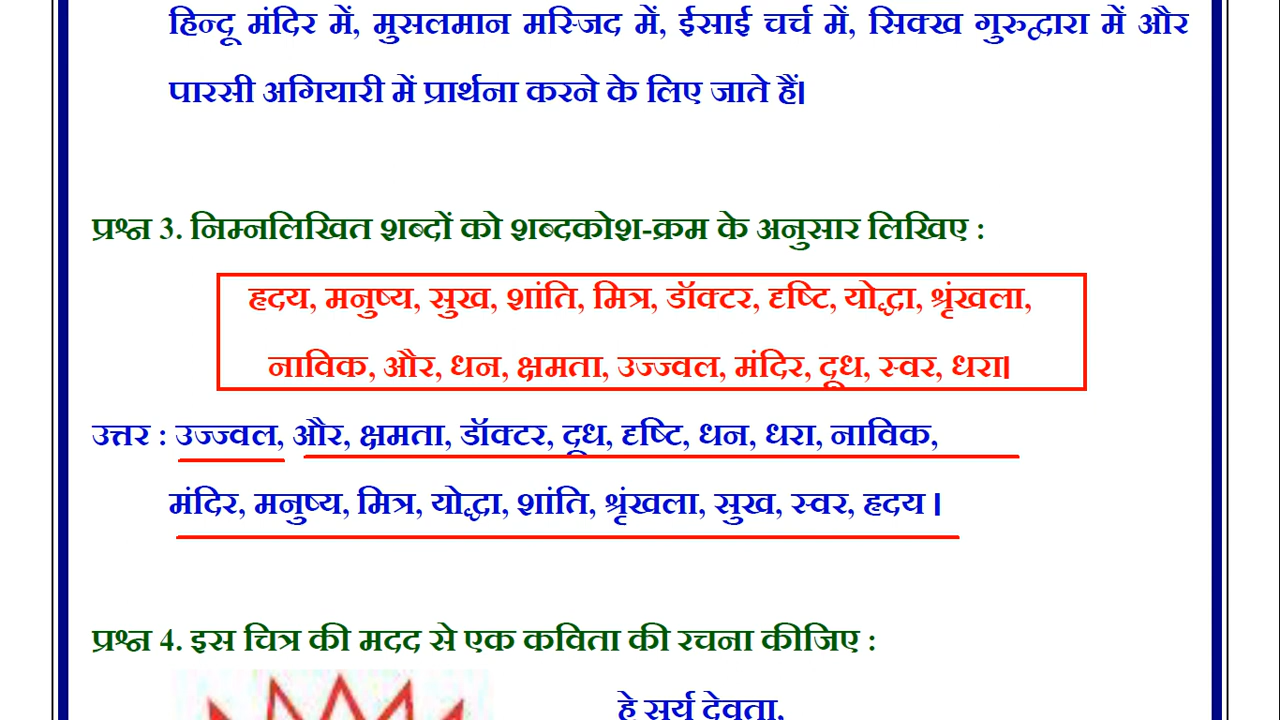 हिन्दू मंदिर में, मुसलमान मस्जिद में, ईसाई चर्च में, सिक्ख गुरुद्वारा में और
पारसी अगियारी में प्रार्थना करने के लिए जाते हैं।
प्रश्न 3. निम्नलिखित शब्दों को शब्दकोश-क्रम के अनुसार लिखिए :
हृदय, मनुष्य, सुख, शांति, मित्र, डॉक्टर, दृष्टि, योद्धा, श्रृंखला,
नाविक, और, धन, क्षमता, उज्ज्वल, मंदिर, दूध, स्वर, धरा।
उत्तर : उज्ज्वल, और, क्षमता, डॉक्टर, दूध, दृष्टि, धन, धरा, नाविक,
मंदिर, मनुष्य, मित्र, योद्धा, शांति, श्रृंखला, सुख, स्वर, हृदय ।
प्रश्न 4. इस चित्र की मदद से एक कविता की रचना कीजिए :
हे सूर्य देवता,